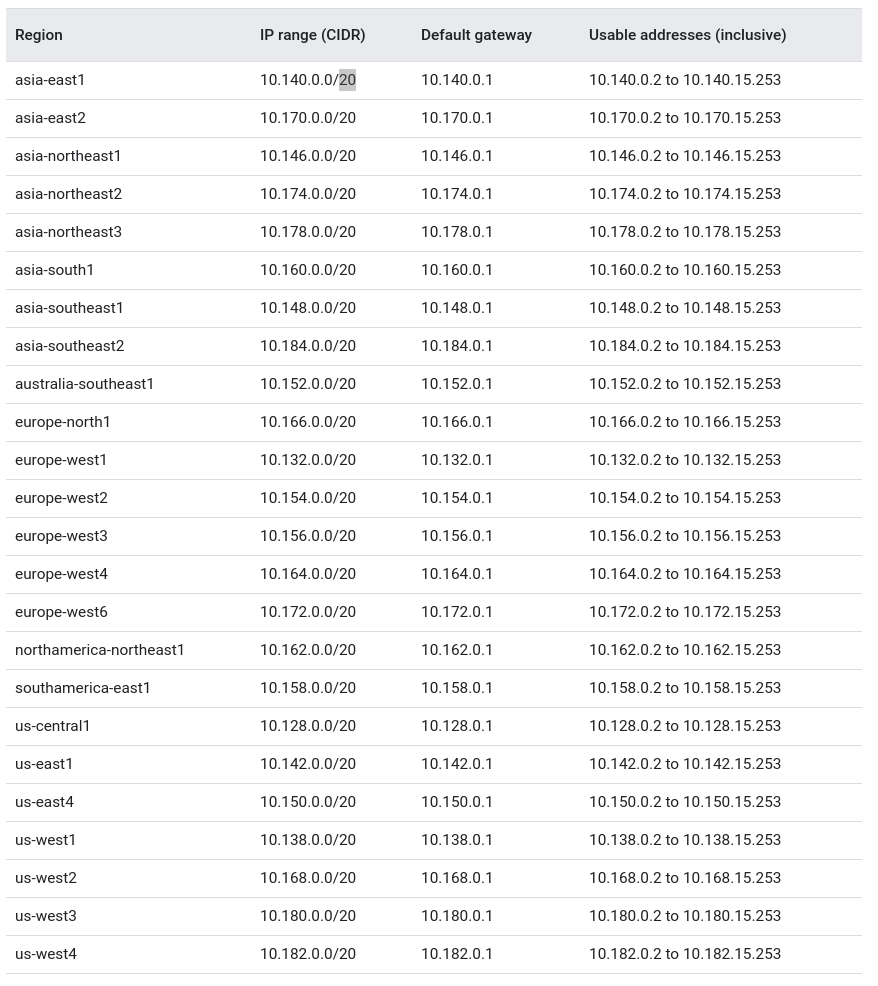 Region IP range (CIDR) Default gateway Usable addresses (inclusive)
asia-east1 10.140.0.0/20 10.140.0.1 10.140.0.2 to 10.140.15.253
asia-east2 10.170.0.0/20 10.170.0.1 10.170.0.2 to 10.170.15.253
asia-northeast1 10.146.0.0/20 10.146.0.1 10.146.0.2 to 10.146.15.253
asia-northeast2 10.174.0.0/20 10.174.0.1 10.174.0.2 to 10.174.15.253
asia-northeast3 10.178.0.0/20 10.178.0.1 10.178.0.2 to 10.178.15.253
asia-south1 10.160.0.0/20 10.160.0.1 10.160.0.2 to 10.160.15.253
asia-southeast1 10.148.0.0/20 10.148.0.1 10.148.0.2 to 10.148.15.253
asia-southeast2 10.184.0.0/20 10.184.0.1 10.184.0.2 to 10.184.15.253
australia-southeast1 10.152.0.0/20 10.152.0.1 10.152.0.2 to 10.152.15.253
europe-north1 10.166.0.0/20 10.166.0.1 10.166.0.2 to 10.166.15.253
europe-west1 10.132.0.0/20 10.132.0.1 10.132.0.2 to 10.132.15.253
europe-west2 10.154.0.0/20 10.154.0.1 10.154.0.2 to 10.154.15.253
europe-west3 10.156.0.0/20 10.156.0.1 10.156.0.2 to 10.156.15.253
europe-west4 10.164.0.0/20 10.164.0.1 10.164.0.2 to 10.164.15.253
europe-west6 10.172.0.0/20 10.172.0.1 10.172.0.2 to 10.172.15.253
northamerica-northeast1 10.162.0.0/20 10.162.0.1 10.162.0.2 to 10.162.15.253
southamerica-east1 10.158.0.0/20 10.158.0.1 10.158.0.2 to 10.158.15.253
us-central1 10.128.0.0/20 10.128.0.1 10.128.0.2 to 10.128.15.253
us-east1 10.142.0.0/20 10.142.0.1 10.142.0.2 to 10.142.15.253
us-east4 10.150.0.0/20 10.150.0.1 10.150.0.2 to 10.150.15.253
us-west1 10.138.0.0/20 10.138.0.1 10.138.0.2 to 10.138.15.253
us-west2 10.168.0.0/20 10.168.0.1 10.168.0.2 to 10.168.15.253
us-west3 10.180.0.0/20 10.180.0.1 10.180.0.2 to 10.180.15.253
us-west4 10.182.0.0/20 10.182.0.1 10.182.0.2 to 10.182.15.253